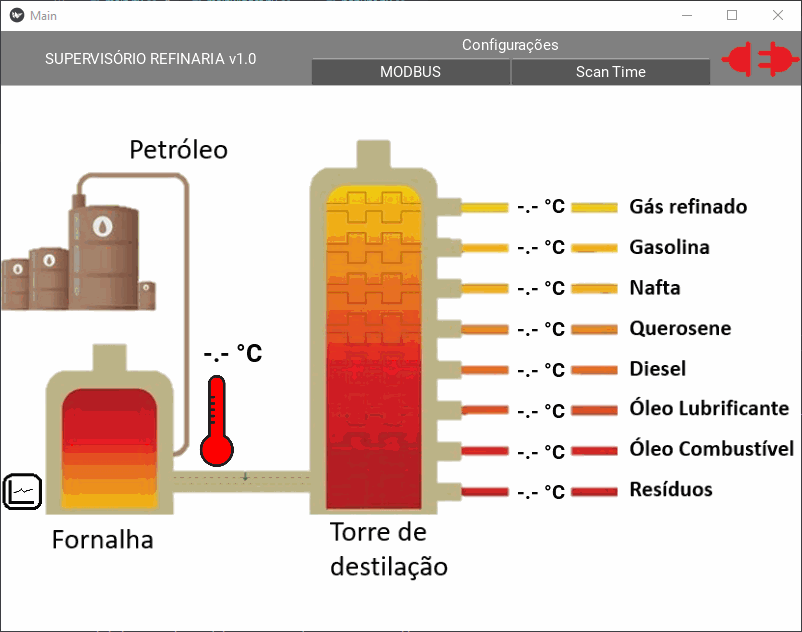 Main
Configurações
SUPERVISÓRIO REFINARIA v1.0
MODBUS
Scan Time
Petróleo
-.- °C
Gás refinado
-.- °C
Gasolina
-.- °C
Nafta
-.- °C
Querosene
-.- °C
-.- °C
Diesel
-.- °C
Óleo Lubrificante
-.- °C
Óleo Combustível
-.- °C
Resíduos
Fornalha
Torre de
destilação